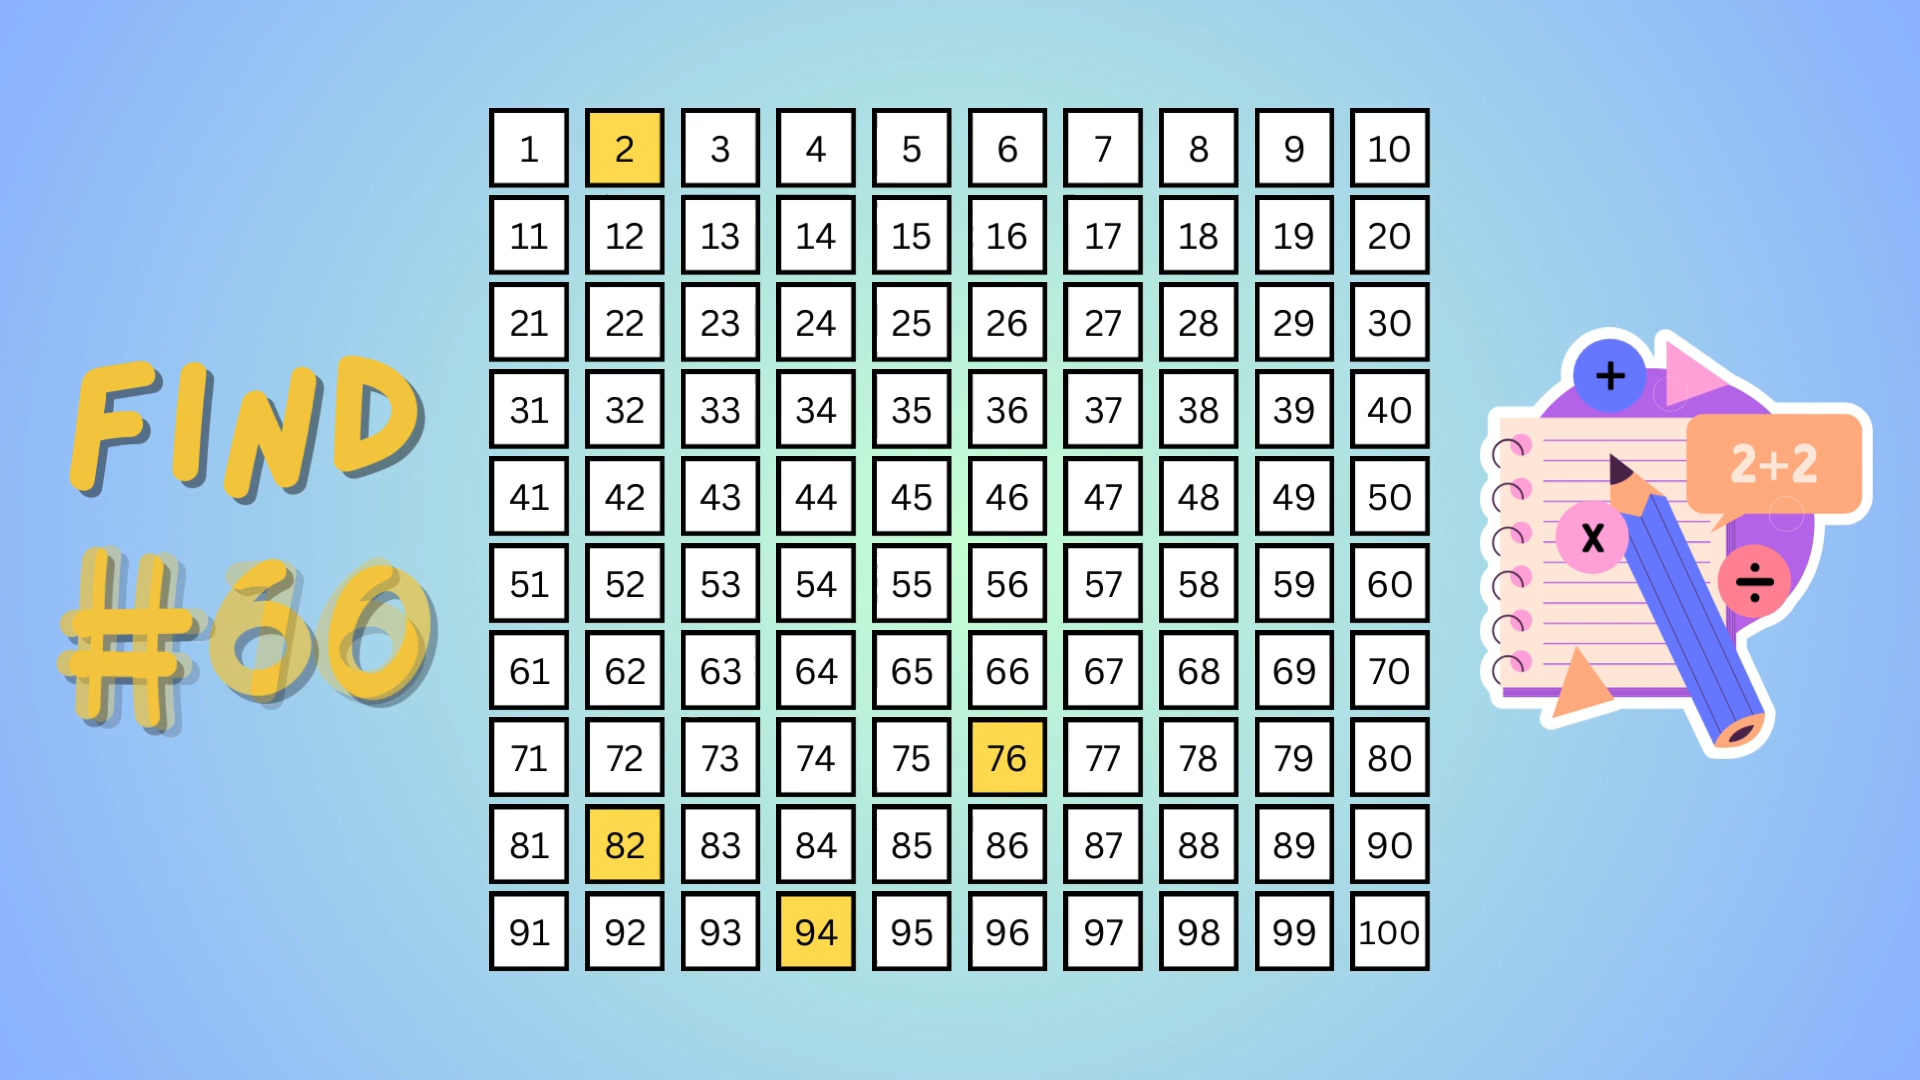 FIND
1 2 3 4 5 6 7 8 9 10
11 12 13 14 15 16 17 18 19 20
21 22 23 24 25 26 27 28 29 30
31 32 33 34 35 36 37 38 39 40
41 42 43 44 45 46 47 48 49 50
51 52 53 54 55 56 57 58 59 60
61 62 63 64 65 66 67 68 69 70
71 72 73 74 75 76 77 78 79 80
81 82 83 84 85 86 87 88 89 90
91 92 93 94 95 96 97 98 99 100
+
2+2
x
÷